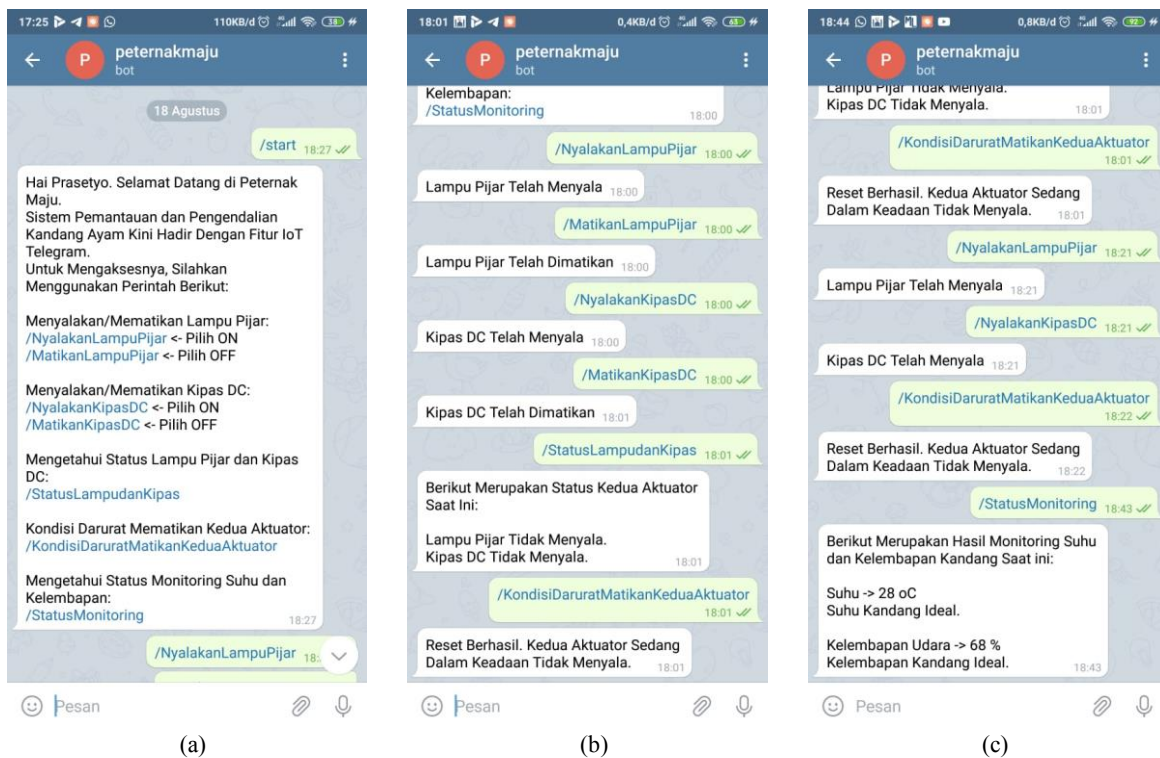 17:25
110KB/d
38
peternakmaju
bot
18 Agustus
/start 18:27
Hai Prasetyo. Selamat Datang di Peternak
Maju.
Sistem Pemantauan dan Pengendalian
Kandang Ayam Kini Hadir Dengan Fitur IoT
Telegram.
Untuk Mengaksesnya, Silahkan
Menggunakan Perintah Berikut:
Menyalakan/Mematikan Lampu Pijar:
/NyalakanLampuPijar <- Pilih ON
/MatikanLampuPijar <- Pilih OFF
Menyalakan/Mematikan Kipas DC:
/NyalakanKipasDC <- Pilih ON
/MatikanKipasDC <- Pilih OFF
Mengetahui Status Lampu Pijar dan Kipas
DC:
/StatusLampudanKipas
Kondisi Darurat Mematikan Kedua Aktuator:
/KondisiDaruratMatikanKeduaAktuator
Mengetahui Status Monitoring Suhu dan
Kelembapan:
/StatusMonitoring 18:27
/NyalakanLampuPijar 18:
Pesan
(a)
18:01
0,4KB/d
63
P peternakmaju
bot
Kelembapan:
/StatusMonitoring 18:00
/NyalakanLampuPijar 18:00
Lampu Pijar Telah Menyala 18:00
/MatikanLampuPijar 18:00
Lampu Pijar Telah Dimatikan 18:00
/NyalakanKipasDC 18:00
Kipas DC Telah Menyala 18:00
/MatikanKipasDC 18:00
Kipas DC Telah Dimatikan 18:01
/StatusLampudanKipas 18:01
Berikut Merupakan Status Kedua Aktuator
Saat Ini:
Lampu Pijar Tidak Menyala.
Kipas DC Tidak Menyala. 18:01
/KondisiDaruratMatikanKeduaAktuator
18:01
Reset Berhasil. Kedua Aktuator Sedang
Dalam Keadaan Tidak Menyala. 18:01
Pesan
(b)
18:44
0,8KB/d
92
P peternakmaju
bot
Lampu Pijar Tidak Menyala.
Kipas DC Tidak Menyala. 18:01
/KondisiDaruratMatikanKeduaAktuator
18:01
Reset Berhasil. Kedua Aktuator Sedang
Dalam Keadaan Tidak Menyala. 18:01
/NyalakanLampuPijar 18:21
Lampu Pijar Telah Menyala 18:21
/NyalakanKipasDC 18:21
Kipas DC Telah Menyala 18:21
/KondisiDaruratMatikanKeduaAktuator
18:22
Reset Berhasil. Kedua Aktuator Sedang
Dalam Keadaan Tidak Menyala. 18:22
/StatusMonitoring 18:43
Berikut Merupakan Hasil Monitoring Suhu
dan Kelembapan Kandang Saat ini:
Suhu -> 28 oC
Suhu Kandang Ideal.
Kelembapan Udara -> 68 %
Kelembapan Kandang Ideal. 18:43
Pesan
(c)